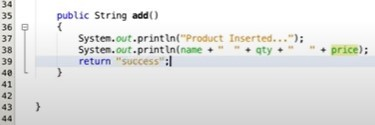 34
35 public String add()
36 {
37 System.out.println("Product Inserted...");
38 System.out.println(name + "  " + qty + "  " + price);
39 return "success";
40 }
41
42
43 }
44